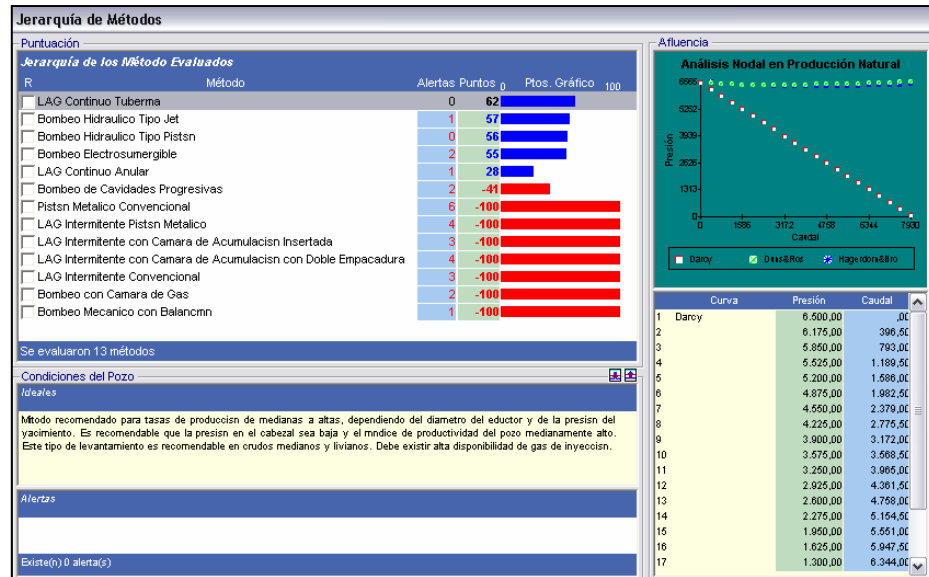 Jerarquía de Métodos
Puntuación
Jerarquía de los Método Evaluados
R Método Alertas Puntos 0 Ptos. Gráfico 100
LAG Continuo Tuberma 0 62
Bombeo Hidraulico Tipo Jet 1 57
Bombeo Hidraulico Tipo Pistsn 0 56
Bombeo Electrosumergible 2 55
LAG Continuo Anular 1 28
Bombeo de Cavidades Progresivas 2 -41
Pistsn Metalico Convencional 6 -100
LAG Intermitente Pistsn Metalico 4 -100
LAG Intermitente con Camara de Acumulacisn Insertada 3 -100
LAG Intermitente con Camara de Acumulacisn con Doble Empacadura 4 -100
LAG Intermitente Convencional 3 -100
Bombeo con Camara de Gas 2 -100
Bombeo Mecanico con Balancmn 1 -100
Se evaluaron 13 métodos
Condiciones del Pozo
Ideales
Mitodo recomendado para tasas de produccisn de medianas a altas, dependiendo del diametro del eductor y de la presisn del
yacimiento. Es recomendable que la presisn en el cabezal sea baja y el mndice de productividad del pozo medianamente alto.
Este tipo de levantamiento es recomendable en crudos medianos y livianos. Debe existir alta disponibilidad de gas de inyeccisn.
Alertas
Existe(n) 0 alerta(s)
Afluencia
Análisis Nodal en Producción Natural
Presión
6565
5252
3939
2626
1313
0
0 1586 3172 4758 6344 7930
Caudal
Darcy Duns&Ros Hagerdorn&Bro
Curva Presión Caudal
1 Darcy 6.500,00 ,00
2 6.175,00 396,50
3 5.850,00 793,00
4 5.525,00 1.189,50
5 5.200,00 1.586,00
6 4.875,00 1.982,50
7 4.550,00 2.379,00
8 4.225,00 2.775,50
9 3.900,00 3.172,00
10 3.575,00 3.568,50
11 3.250,00 3.965,00
12 2.925,00 4.361,50
13 2.600,00 4.758,00
14 2.275,00 5.154,50
15 1.950,00 5.551,00
16 1.625,00 5.947,50
17 1.300,00 6.344,00